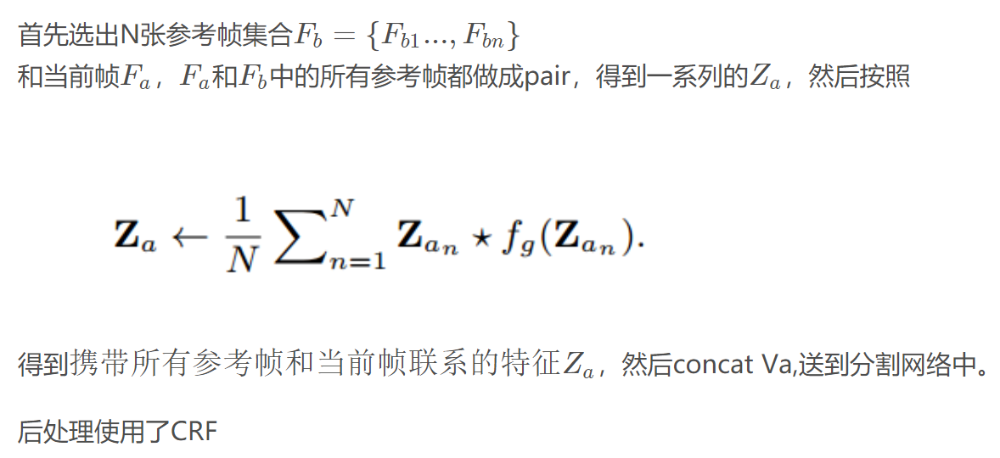 首先选出N张参考帧集合$F_b = \{F_{b1}..., F_{bn}\}$
和当前帧$F_a$，$F_a$和$F_b$中的所有参考帧都做成pair，得到一系列的$Z_a$，然后按照
$\mathbf{Z}_a \leftarrow \frac{1}{N} \sum_{n=1}^{N} \mathbf{Z}_{a_n} \star f_g(\mathbf{Z}_{a_n}).$
得到携带所有参考帧和当前帧联系的特征$Z_a$，然后concat Va,送到分割网络中。
后处理使用了CRF